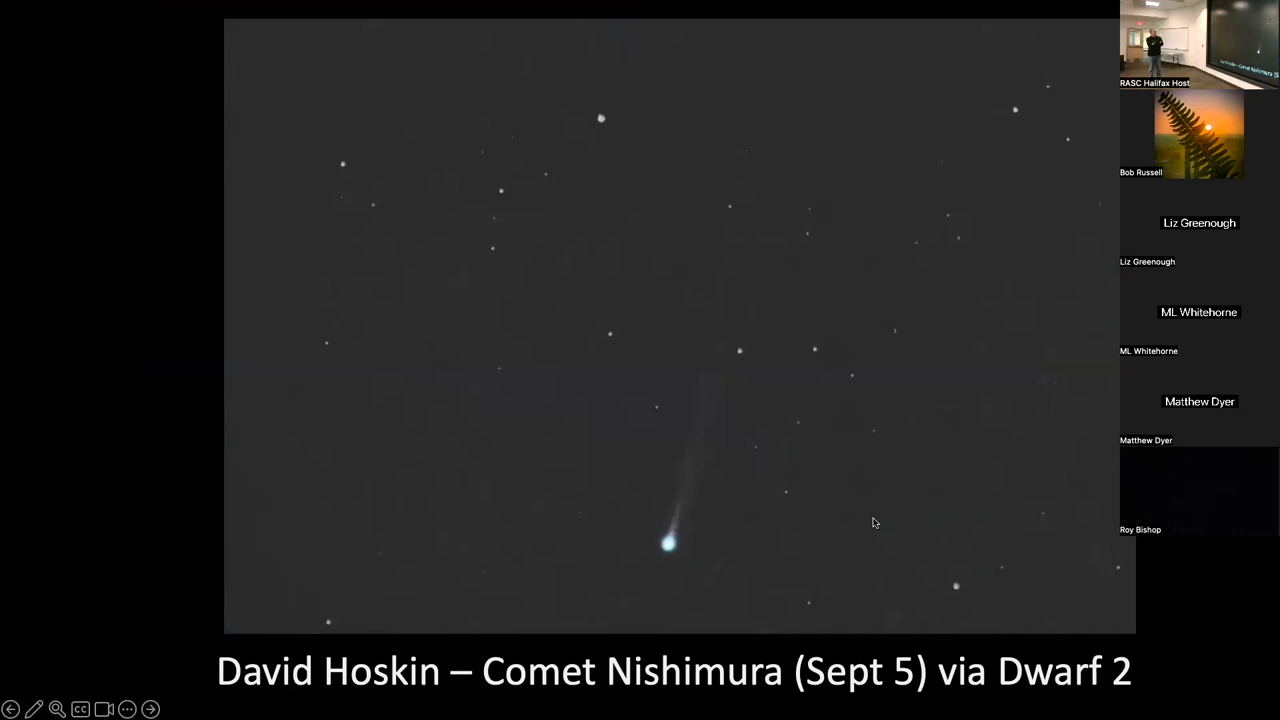 RASC Halifax Host
Bob Russell
Liz Greenough
Liz Greenough
ML Whitehorne
ML Whitehorne
Matthew Dyer
Matthew Dyer
Roy Bishop
David Hoskin – Comet Nishimura (Sept 5) via Dwarf 2
CC